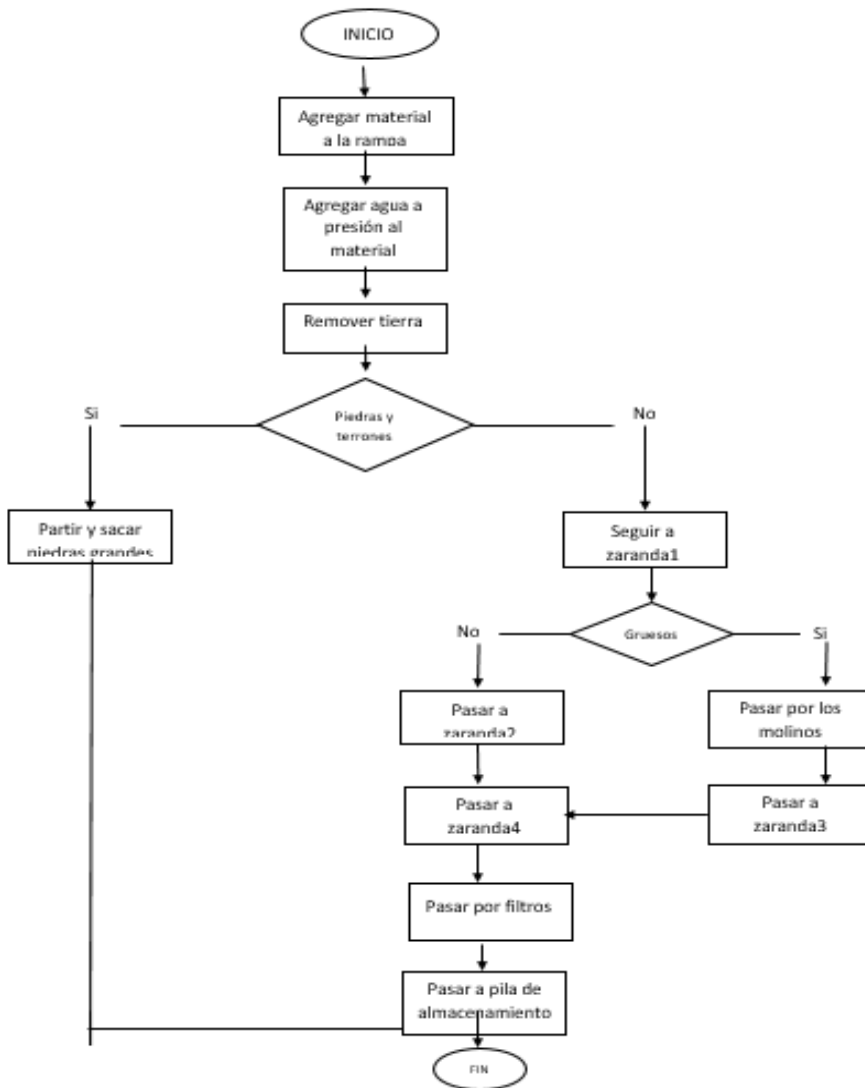 INICIO
Agregar material
a la rampa
Agregar agua a
presión al
material
Remover tierra
Si
Piedras y
terrones
No
Partir y sacar
piedras grandes
Seguir a
zaranda1
No
Gruesos
Si
Pasar a
zaranda2
Pasar por los
molinos
Pasar a
zaranda4
Pasar a
zaranda3
Pasar por filtros
Pasar a pila de
almacenamiento
FIN